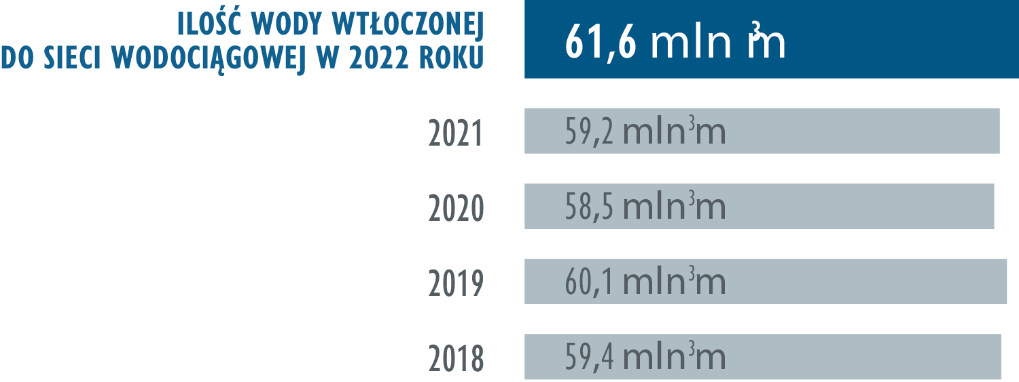 ILOŚĆ WODY WTŁOCZONEJ
DO SIECI WODOCIĄGOWEJ W 2022 ROKU
61,6 mln m³
2021
59,2 mln³m
2020
58,5 mln³m
2019
60,1 mln³m
2018
59,4 mln³m